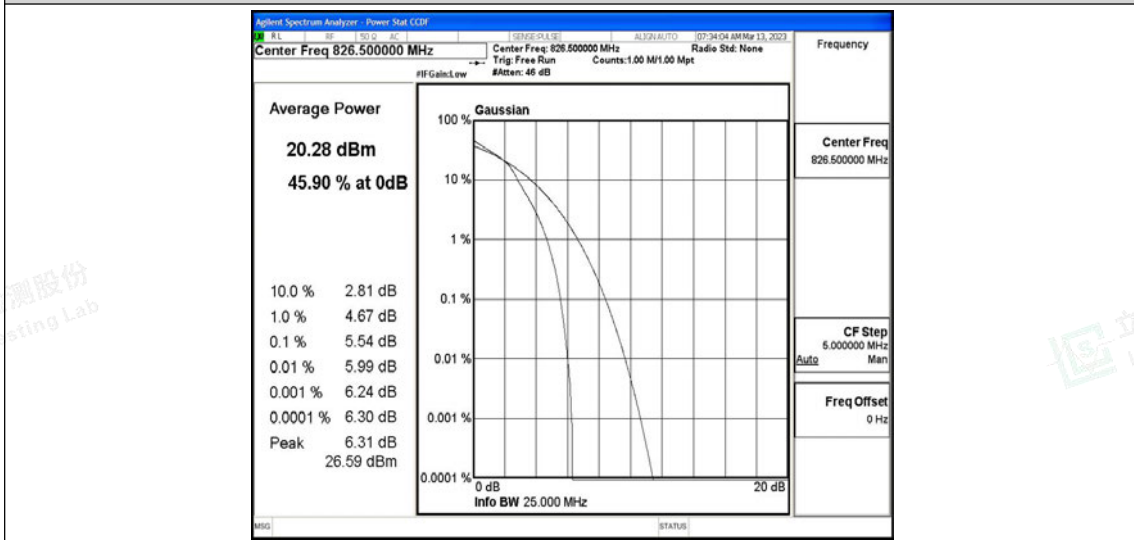 Agilent Spectrum Analyzer - Power Stat CCDF
RL RF 50 Ω AC SENSE:PULSE ALIGN AUTO 07:34:04 AM Mar 13, 2023
Center Freq 826.500000 MHz
Center Freq: 826.500000 MHz Radio Std: None
Trig: Free Run Counts:1.00 M/1.00 Mpt
#IFGain:Low #Atten: 46 dB
Frequency
Average Power
20.28 dBm
45.90 % at 0dB
10.0 % 2.81 dB
1.0 % 4.67 dB
0.1 % 5.54 dB
0.01 % 5.99 dB
0.001 % 6.24 dB
0.0001 % 6.30 dB
Peak 6.31 dB
26.59 dBm
Gaussian
100 %
10 %
1 %
0.1 %
0.01 %
0.001 %
0.0001 %
0 dB 20 dB
Info BW 25.000 MHz
Center Freq
826.500000 MHz
CF Step
5.000000 MHz
Auto Man
Freq Offset
0 Hz
MSG STATUS
测股份
sting Lab
立